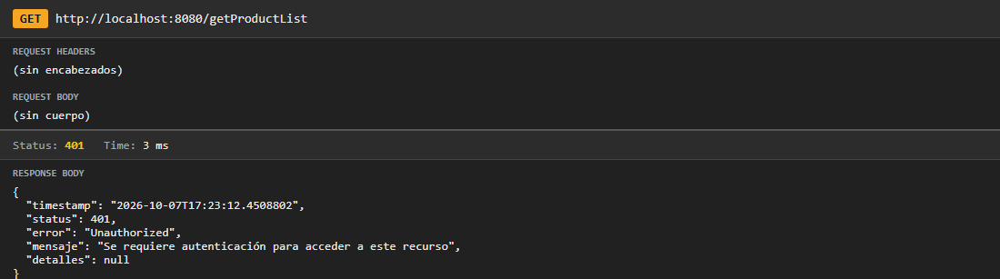 GET http://localhost:8080/getProductList
REQUEST HEADERS
(sin encabezados)
REQUEST BODY
(sin cuerpo)
Status: 401 Time: 3 ms
RESPONSE BODY
{
  "timestamp": "2026-10-07T17:23:12.4508802",
  "status": 401,
  "error": "Unauthorized",
  "mensaje": "Se requiere autenticación para acceder a este recurso",
  "detalles": null
}